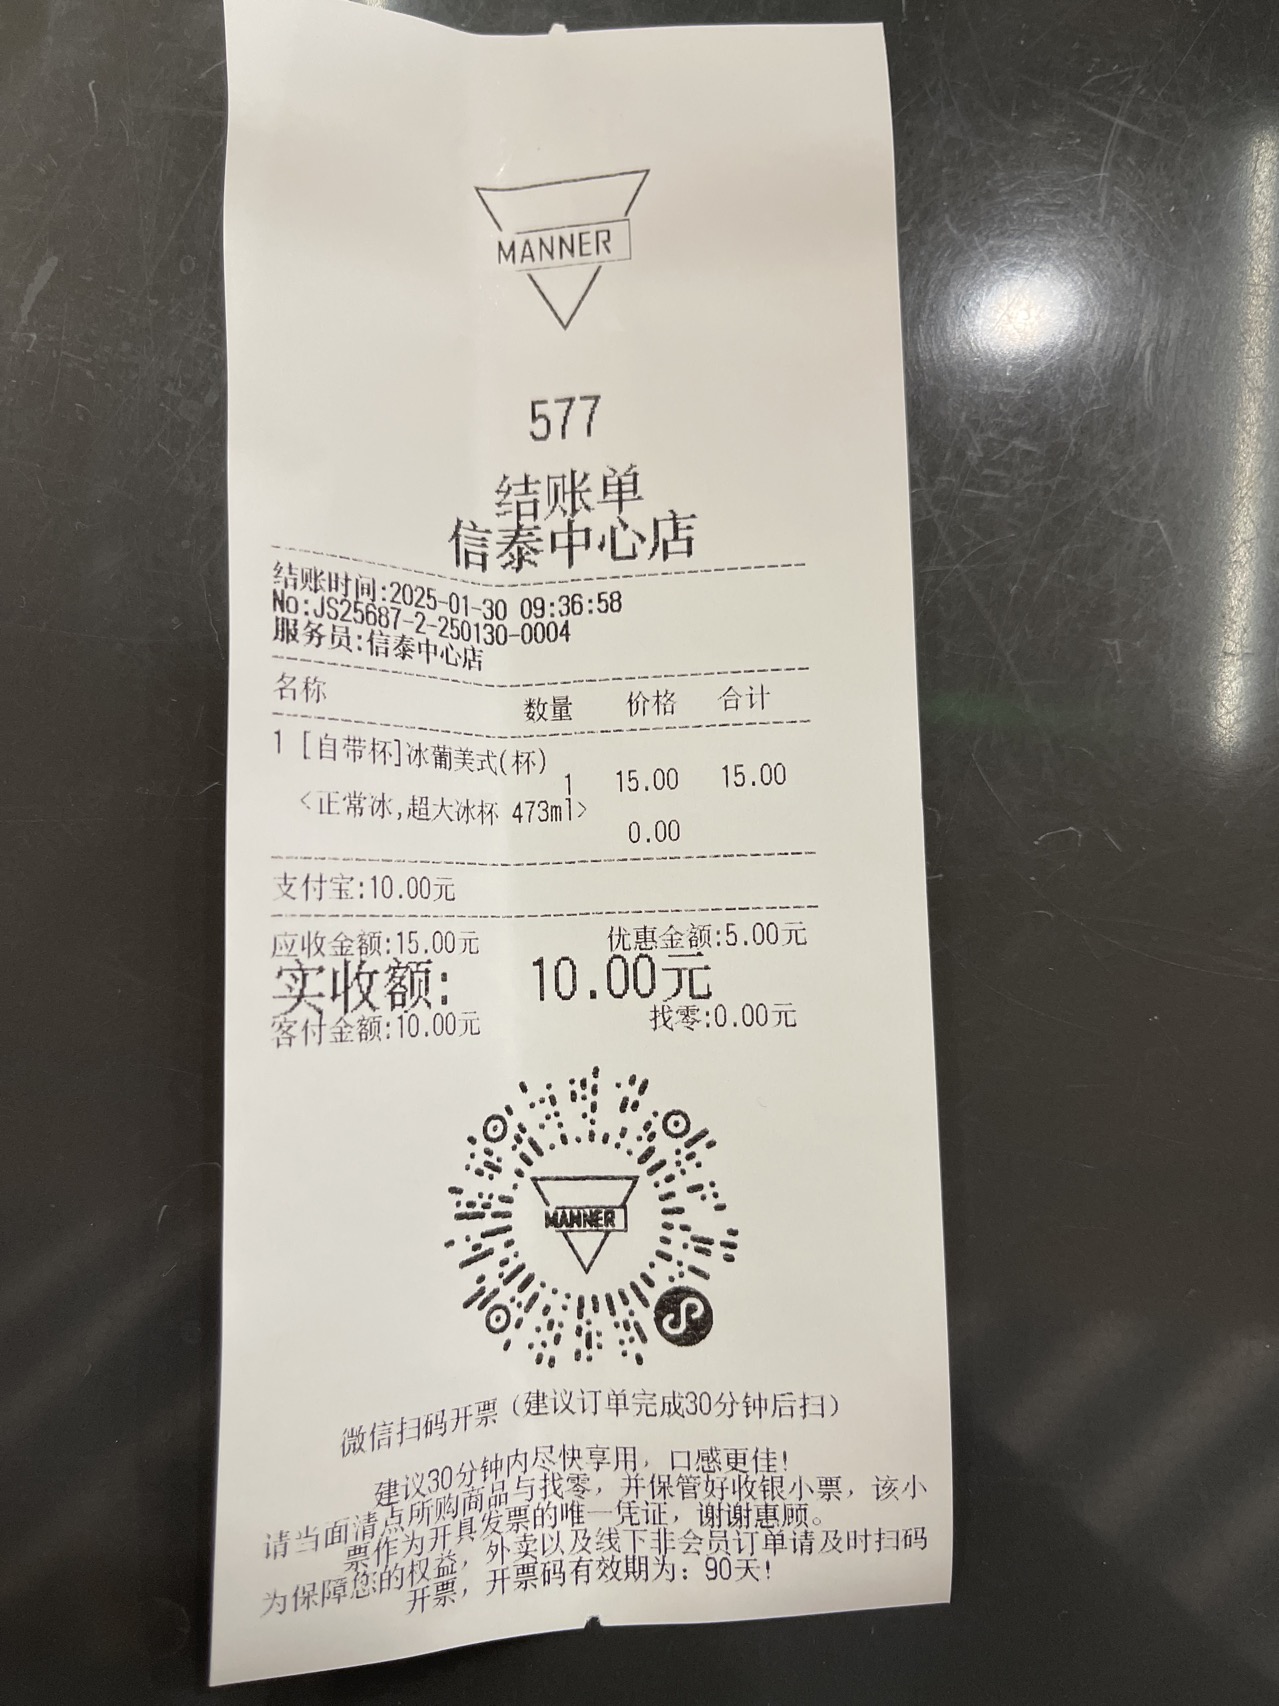 MANNER
577
结账单
信泰中心店
结账时间:2025-01-30 09:36:58
No:JS25687-2-250130-0004
服务员:信泰中心店
名称 数量 价格 合计
1 [自带杯]冰葡美式(杯)
1 15.00 15.00
<正常冰,超大冰杯 473ml>
0.00
支付宝:10.00元
应收金额:15.00元 优惠金额:5.00元
实收额: 10.00元
客付金额:10.00元 找零:0.00元
MANNER
微信扫码开票（建议订单完成30分钟后扫）
建议30分钟内尽快享用，口感更佳!
请当面清点所购商品与找零，并保管好收银小票，该小
票作为开具发票的唯一凭证，谢谢惠顾。
为保障您的权益，外卖以及线下非会员订单请及时扫码
开票，开票码有效期为：90天!